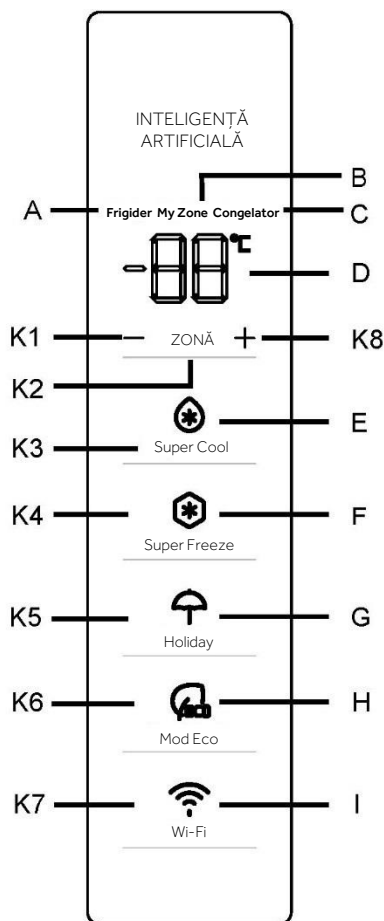 INTELIGENȚĂ
ARTIFICIALĂ
B
A
Frigider My Zone Congelator
C
-88°C
D
K1
- ZONĂ +
K8
K2
E
K3
Super Cool
K4
F
Super Freeze
K5
G
Holiday
K6
eco
H
Mod Eco
K7
I
Wi-Fi